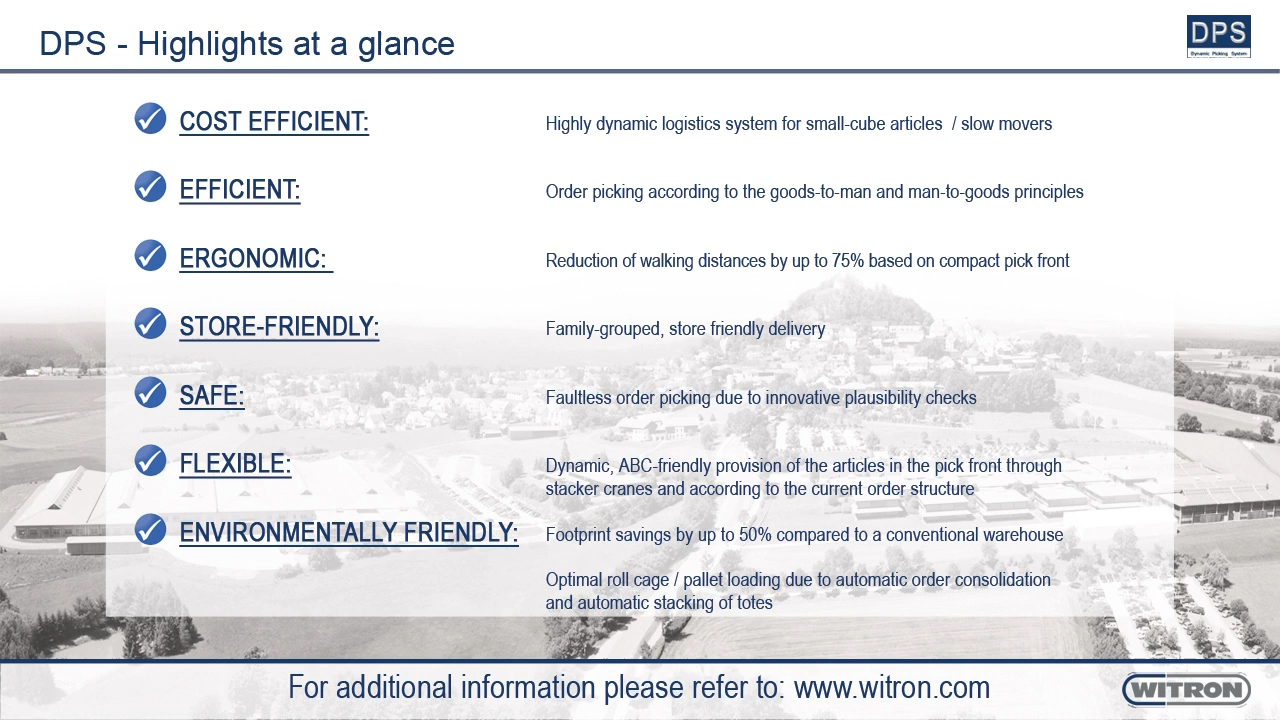 DPS - Highlights at a glance
DPS
Dynamic Picking System
COST EFFICIENT:
Highly dynamic logistics system for small-cube articles / slow movers
EFFICIENT:
Order picking according to the goods-to-man and man-to-goods principles
ERGONOMIC:
Reduction of walking distances by up to 75% based on compact pick front
STORE-FRIENDLY:
Family-grouped, store friendly delivery
SAFE:
Faultless order picking due to innovative plausibility checks
FLEXIBLE:
Dynamic, ABC-friendly provision of the articles in the pick front through
stacker cranes and according to the current order structure
ENVIRONMENTALLY FRIENDLY:
Footprint savings by up to 50% compared to a conventional warehouse
Optimal roll cage / pallet loading due to automatic order consolidation
and automatic stacking of totes
For additional information please refer to: www.witron.com
WITRON